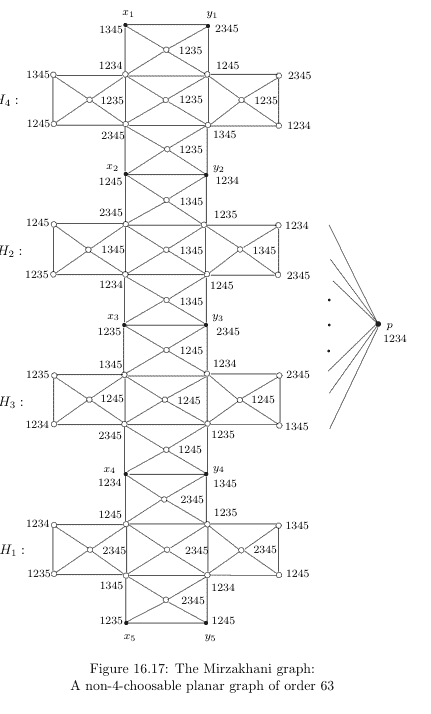 x₁ y₁
1345 2345
1235
1345 1234 1245 2345
H₄ :
1235 1235 1235
1245 2345 1345 1234
1235
x₂ y₂
1245 1234
1345
1245 2345 1235 1234
H₂ :
1345 1345 1345
1235 1234 1245 2345
1345
x₃ y₃
1235 2345
p
1234
1245
1235 1345 1234 2345
H₃ :
1245 1245 1245
1234 2345 1235 1345
1245
x₄ y₄
1234 1345
2345
1234 1245 1235 1345
H₁ :
2345 2345 2345
1235 1345 1234 1245
2345
1235 1245
x₅ y₅
Figure 16.17: The Mirzakhani graph:
A non-4-choosable planar graph of order 63